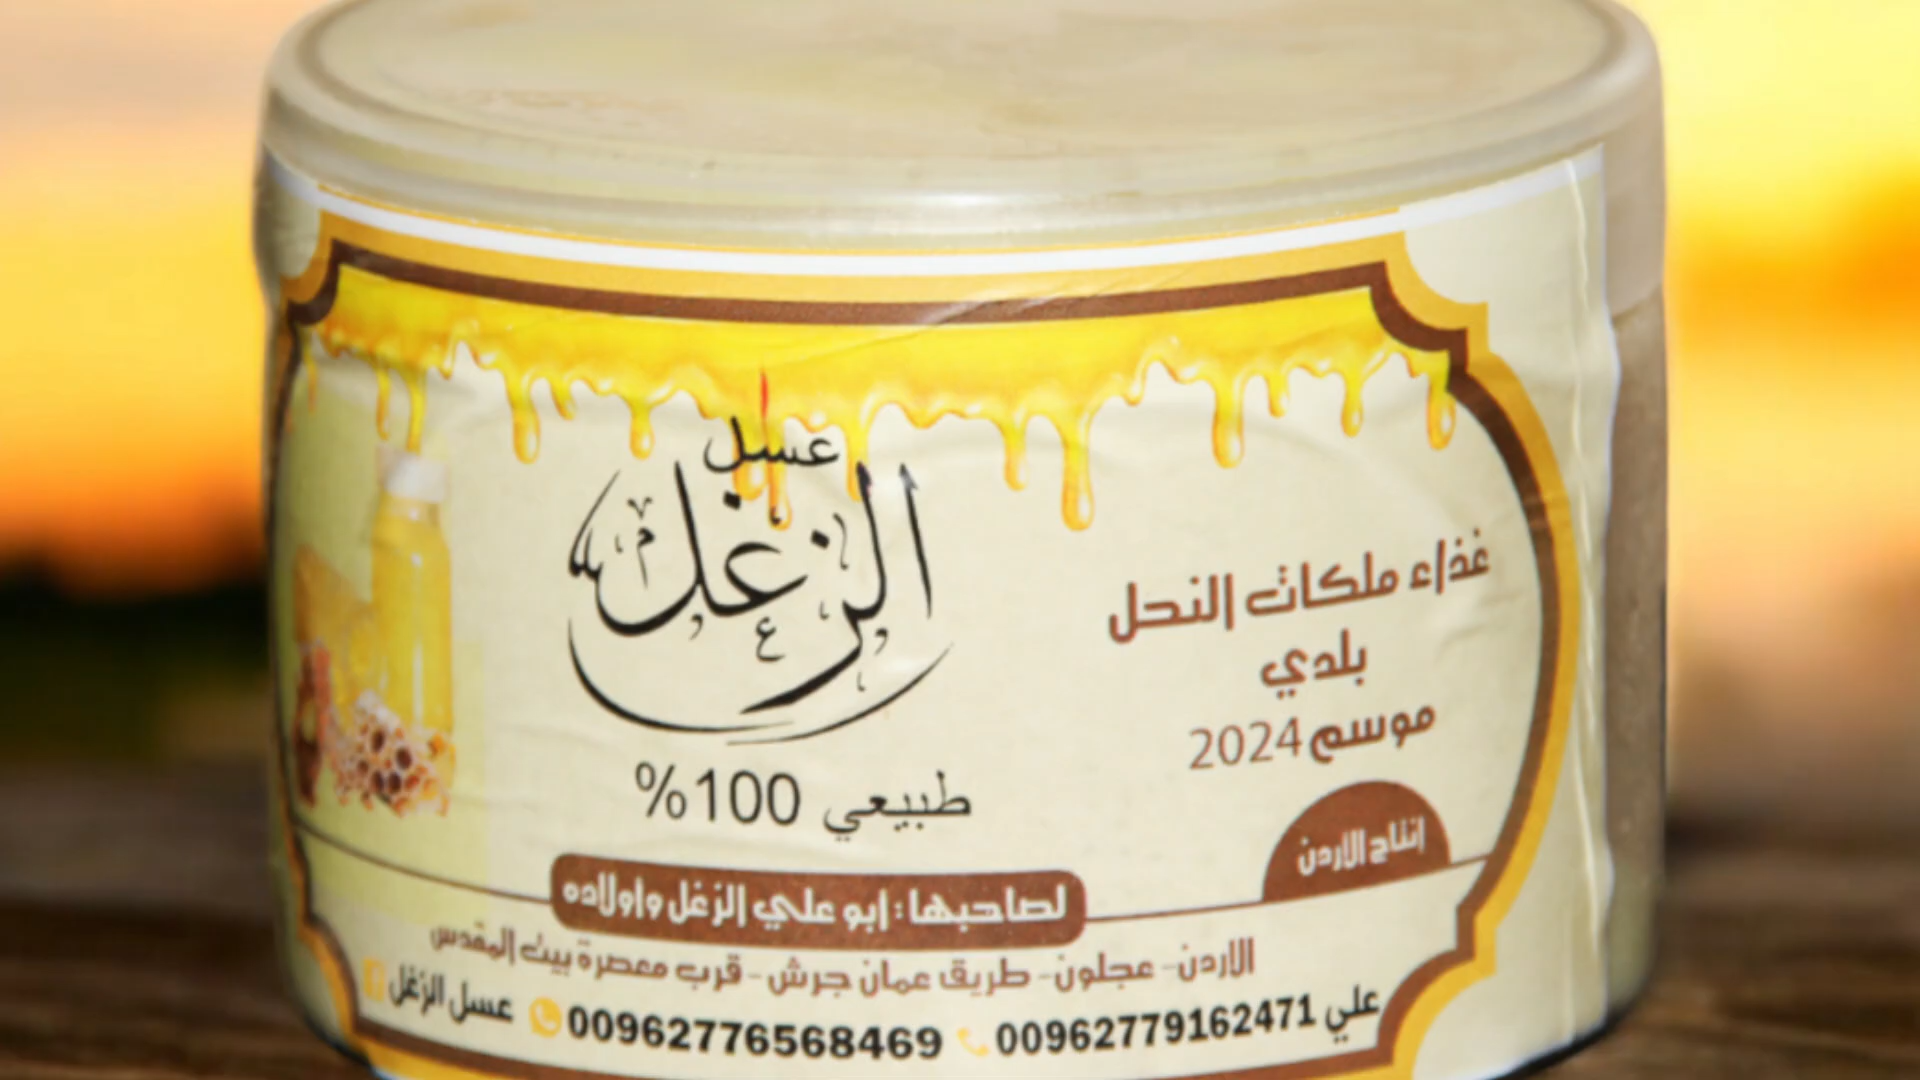 عسل
الزغل
طبيعي 100%
غذاء ملكات النحل
بلدي
موسم 2024
إنتاج الاردن
لصاحبها : ابو علي الزغل واولاده
الاردن- عجلون- طريق عمان جرش - قرب معصرة بيت المقدس
علي 00962779162471 00962776568469 عسل الزغل